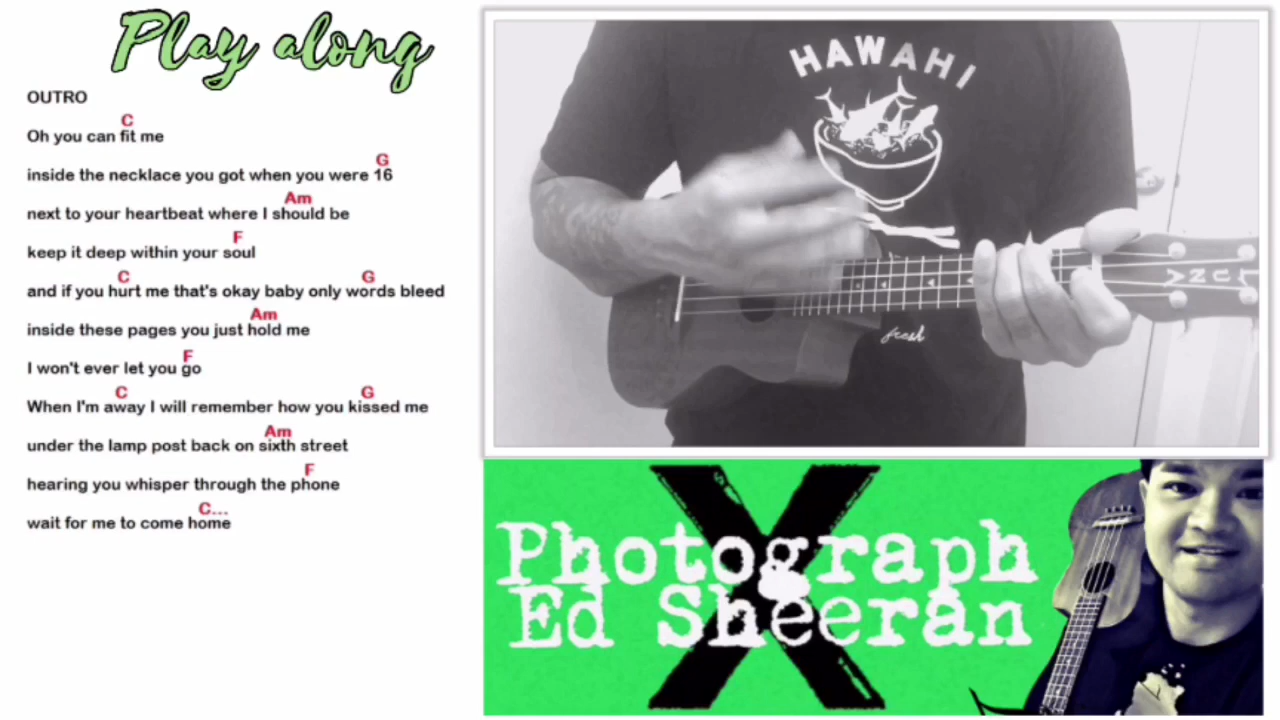 Play along
OUTRO
C
Oh you can fit me
G
inside the necklace you got when you were 16
Am
next to your heartbeat where I should be
F
keep it deep within your soul
C G
and if you hurt me that's okay baby only words bleed
Am
inside these pages you just hold me
F
I won't ever let you go
C G
When I'm away I will remember how you kissed me
Am
under the lamp post back on sixth street
F
hearing you whisper through the phone
C...
wait for me to come home
HAWAHI
fresh
LUNA
X
Photograph
Ed Sheeran